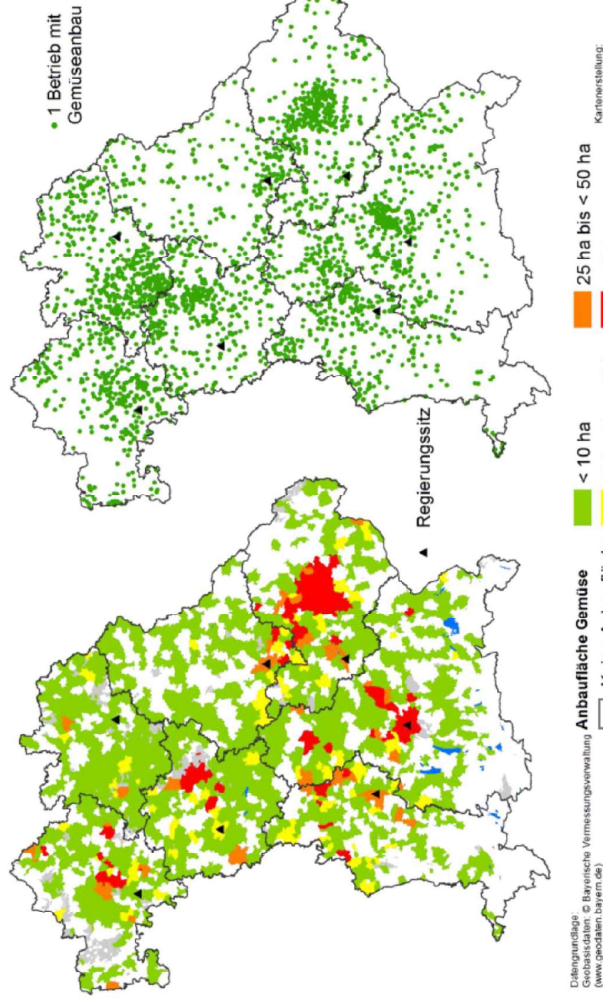 • 1 Betrieb mit
Gemüseanbau
▲ Regierungssitz
Datengrundlage:
Geobasisdaten: © Bayerische Vermessungsverwaltung
(www.geodaten.bayern.de)
Anbaufläche Gemüse
< 10 ha
25 ha bis < 50 ha
Kartenerstellung: